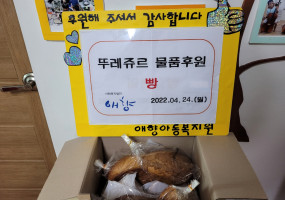 후원해 주셔서 감사합니다
뚜레쥬르 물품후원
빵
애향
2022.04.24.(월)
애향아동복지원